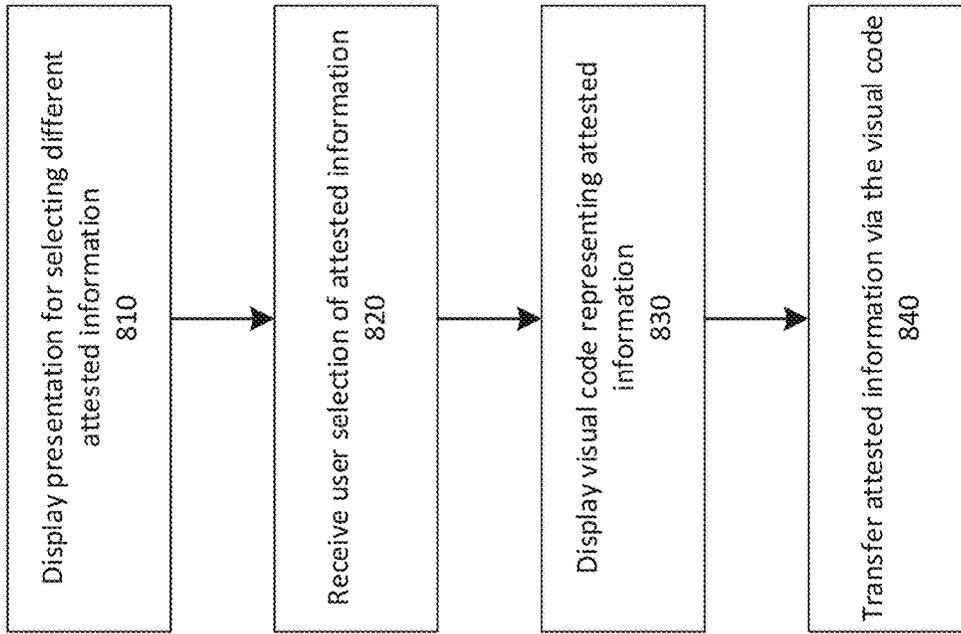 Display presentation for selecting different
attested information
810
Receive user selection of attested information
820
Display visual code representing attested
information
830
Transfer attested information via the visual code
840